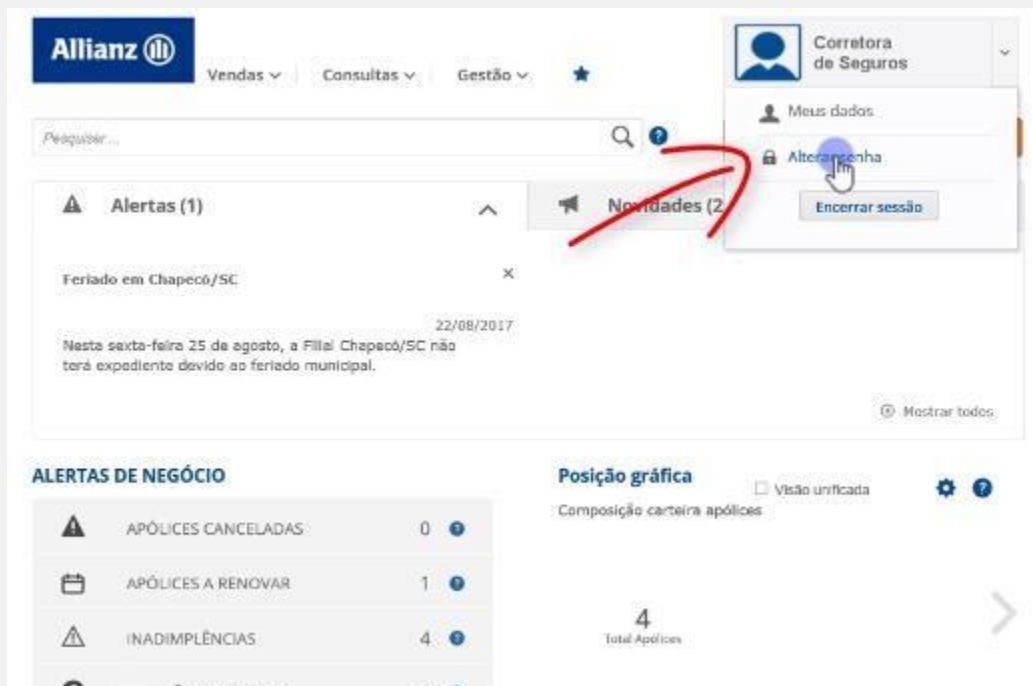 Allianz
Vendas
Consultas
Gestão
Corretora
de Seguros
Meus dados
Pesquisar...
Alterar senha
Encerrar sessão
Alertas (1)
Novidades (2
Feriado em Chapecó/SC
22/08/2017
Nesta sexta-feira 25 de agosto, a Filial Chapecó/SC não
terá expediente devido ao feriado municipal.
Mostrar todos
ALERTAS DE NEGÓCIO
Posição gráfica
Visão unificada
Composição carteira apólices
APÓLICES CANCELADAS 0
APÓLICES A RENOVAR 1
INADIMPLÊNCIAS 4
4
Total Apólices